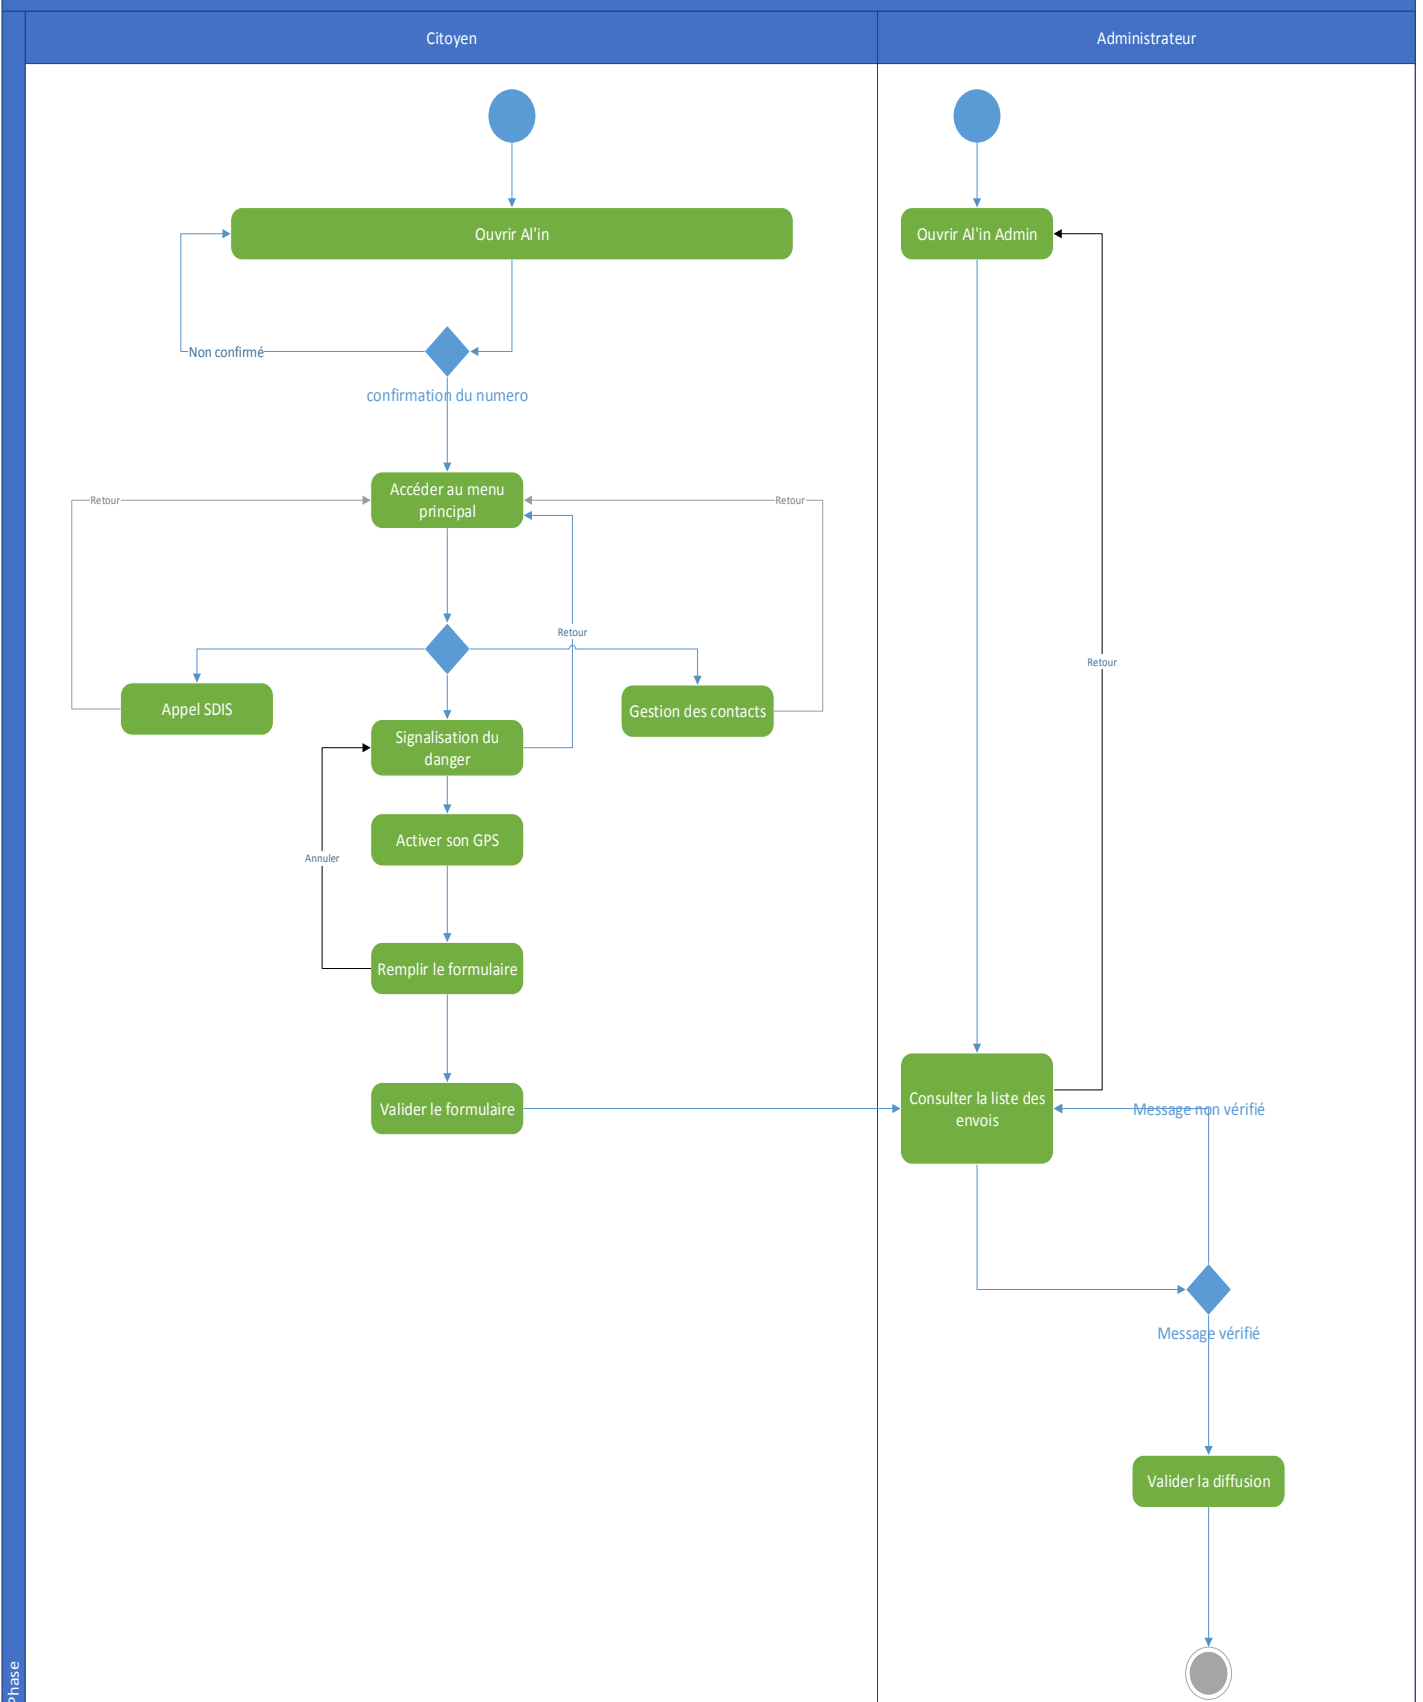 Citoyen
Administrateur
Ouvrir Al'in
Ouvrir Al'in Admin
Non confirmé
confirmation du numero
Accéder au menu
principal
Retour
Retour
Retour
Retour
Appel SDIS
Gestion des contacts
Signalisation du
danger
Activer son GPS
Annuler
Remplir le formulaire
Valider le formulaire
Consulter la liste des
envois
Message non vérifié
Message vérifié
Valider la diffusion
Phase